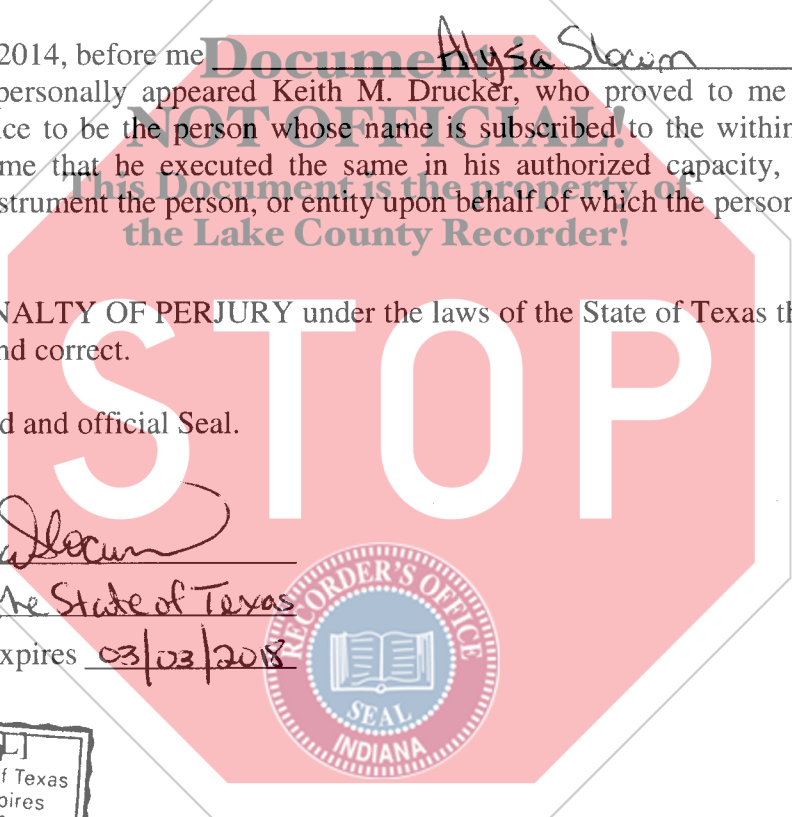 2014, before me Alysa Slocum
personally appeared Keith M. Drucker, who proved to me
ce to be the person whose name is subscribed to the within
me that he executed the same in his authorized capacity,
strument the person, or entity upon behalf of which the person
Document is
NOT OFFICIAL!
This Document is the property of
the Lake County Recorder!
NALTY OF PERJURY under the laws of the State of Texas th
nd correct.
STOP
d and official Seal.
Slocum
he State of Texas
xpires 03/03/2018
RECORDER'S OFFICE
SEAL
INDIANA
L]
f Texas
pires